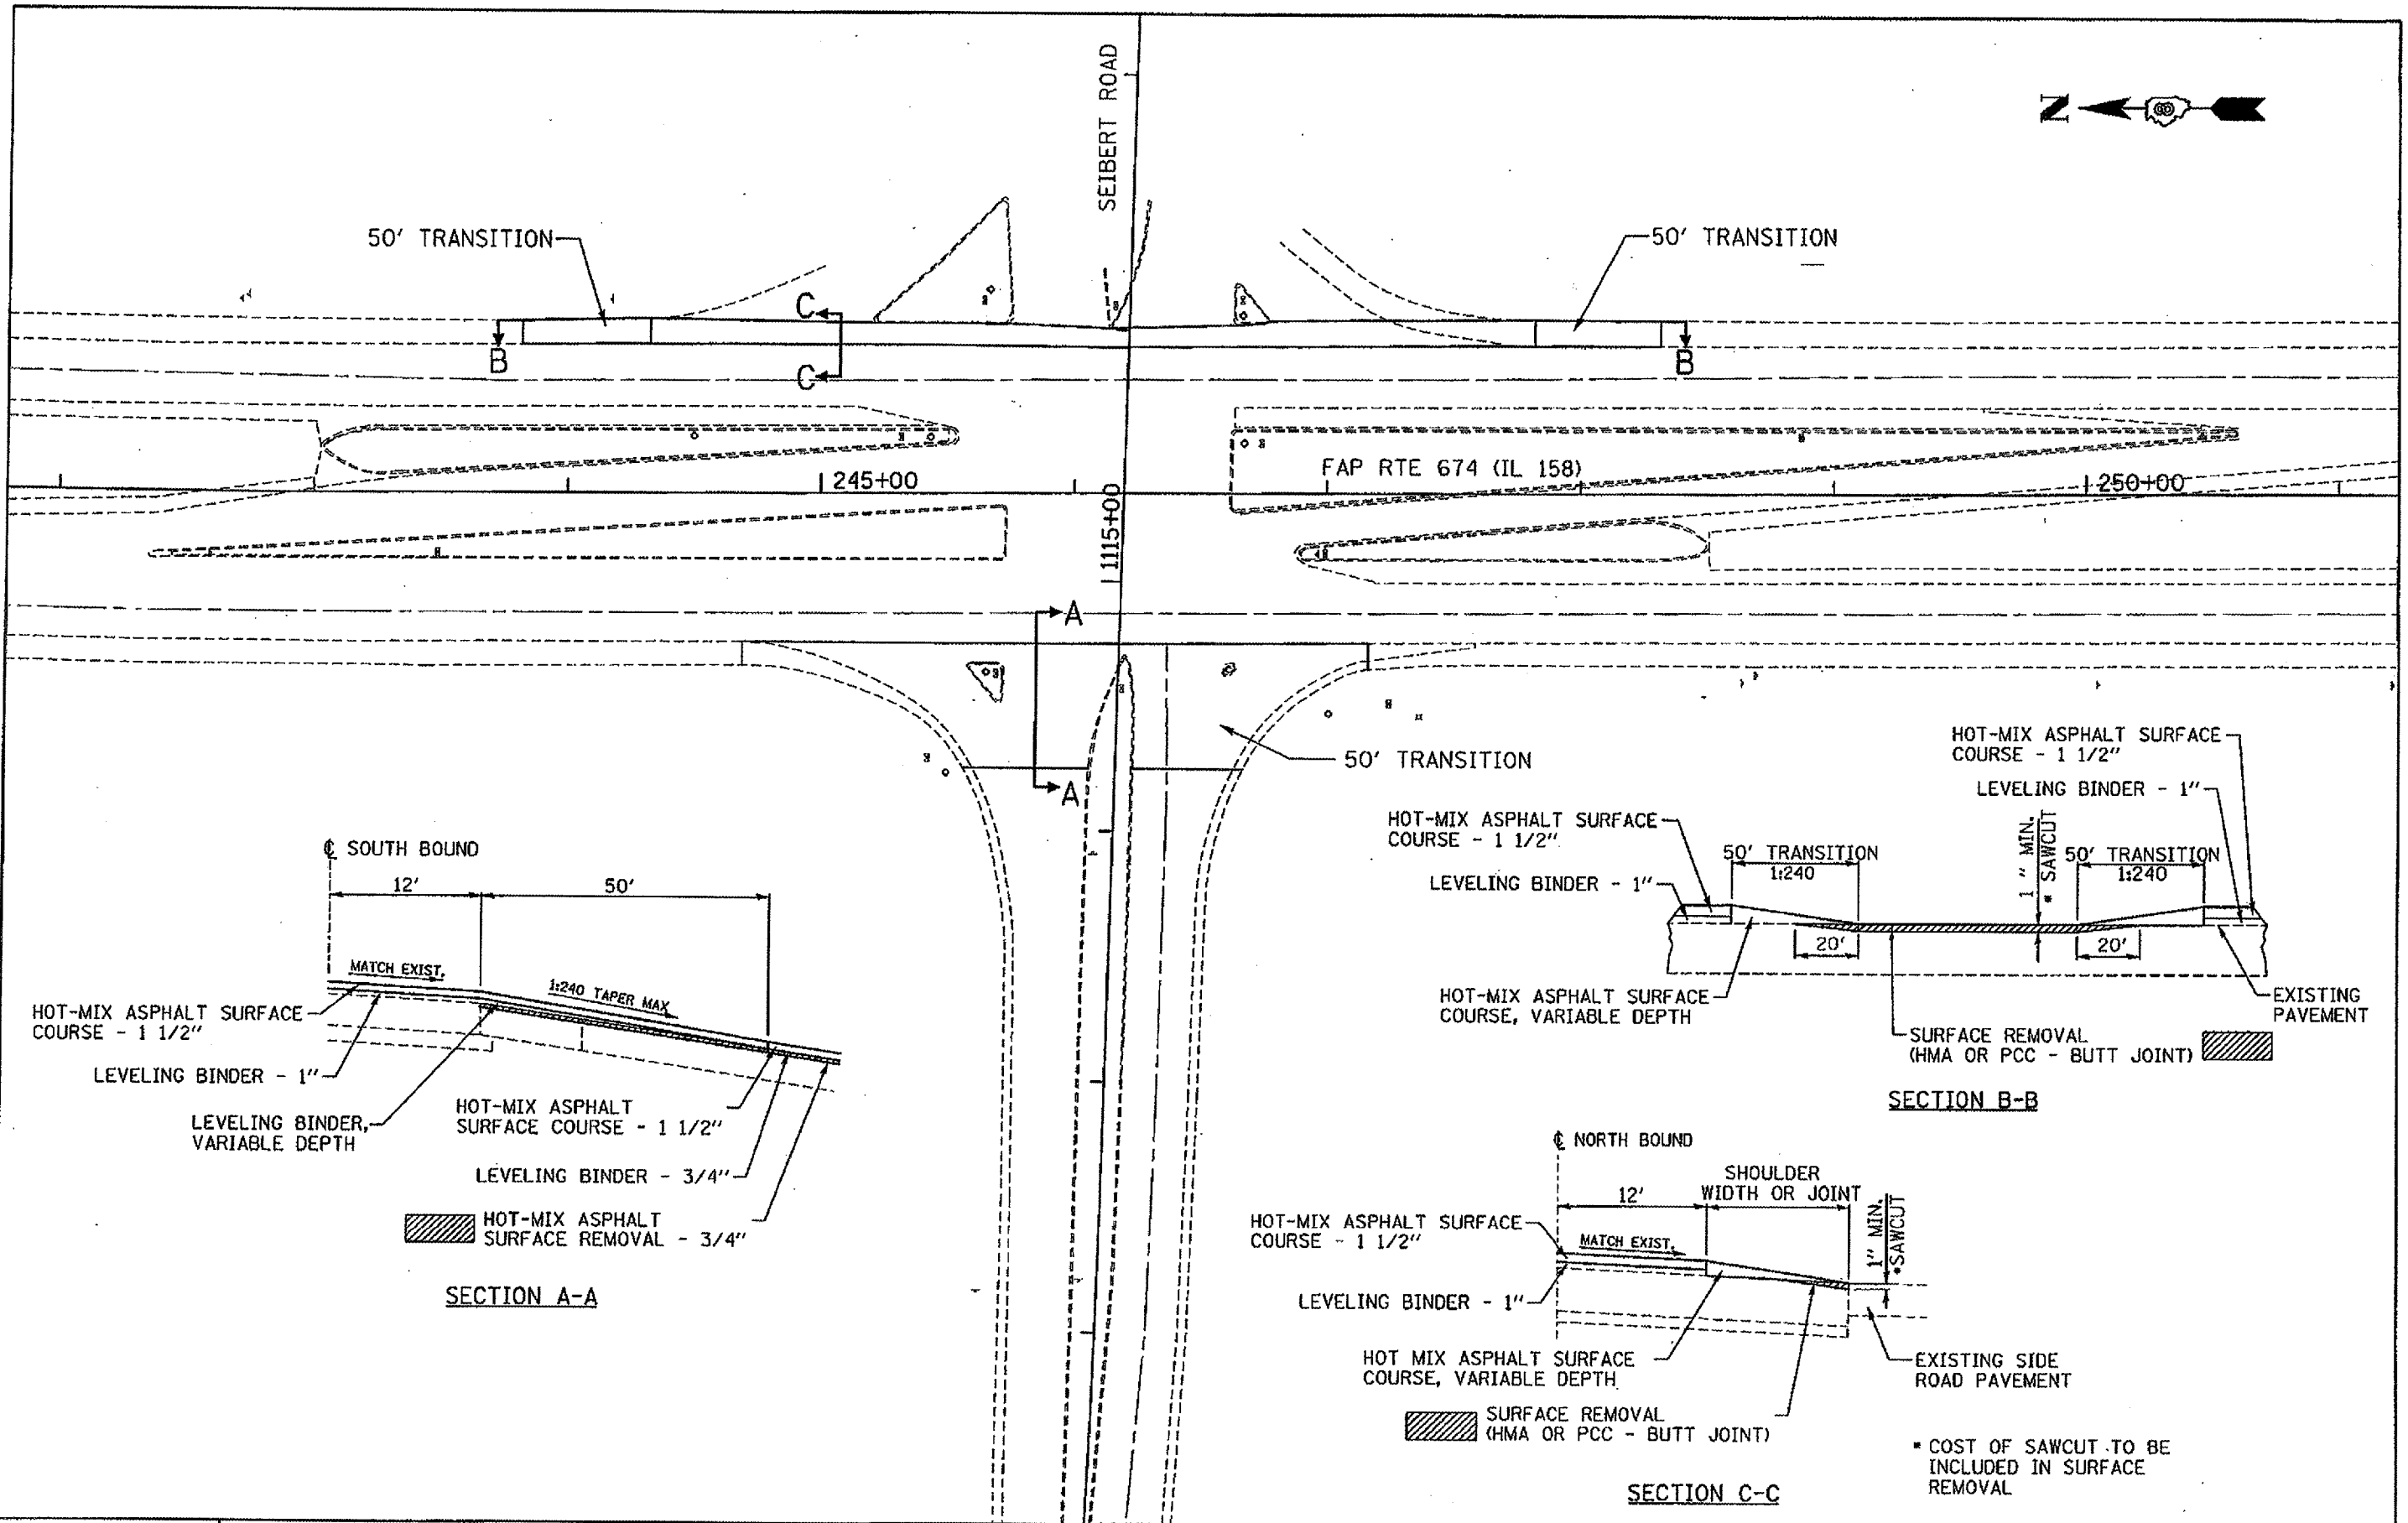 SEIBERT ROAD
N
50' TRANSITION
50' TRANSITION
C
C
B
B
FAP RTE 674 (IL 158)
245+00
250+00
1115+00
A
A
50' TRANSITION
℄ SOUTH BOUND
12'
50'
MATCH EXIST.
1:240 TAPER MAX
HOT-MIX ASPHALT SURFACE
COURSE - 1 1/2"
LEVELING BINDER - 1"
LEVELING BINDER,
VARIABLE DEPTH
HOT-MIX ASPHALT
SURFACE COURSE - 1 1/2"
LEVELING BINDER - 3/4"
HOT-MIX ASPHALT
SURFACE REMOVAL - 3/4"
SECTION A-A
HOT-MIX ASPHALT SURFACE
COURSE - 1 1/2"
LEVELING BINDER - 1"
HOT-MIX ASPHALT SURFACE
COURSE - 1 1/2"
LEVELING BINDER - 1"
50' TRANSITION
1:240
1" MIN.
* SAWCUT
50' TRANSITION
1:240
20'
20'
HOT-MIX ASPHALT SURFACE
COURSE, VARIABLE DEPTH
SURFACE REMOVAL
(HMA OR PCC - BUTT JOINT)
EXISTING
PAVEMENT
SECTION B-B
℄ NORTH BOUND
12'
SHOULDER
WIDTH OR JOINT
1" MIN.
*SAWCUT
HOT-MIX ASPHALT SURFACE
COURSE - 1 1/2"
MATCH EXIST.
LEVELING BINDER - 1"
HOT MIX ASPHALT SURFACE
COURSE, VARIABLE DEPTH
SURFACE REMOVAL
(HMA OR PCC - BUTT JOINT)
EXISTING SIDE
ROAD PAVEMENT
SECTION C-C
* COST OF SAWCUT TO BE
INCLUDED IN SURFACE
REMOVAL